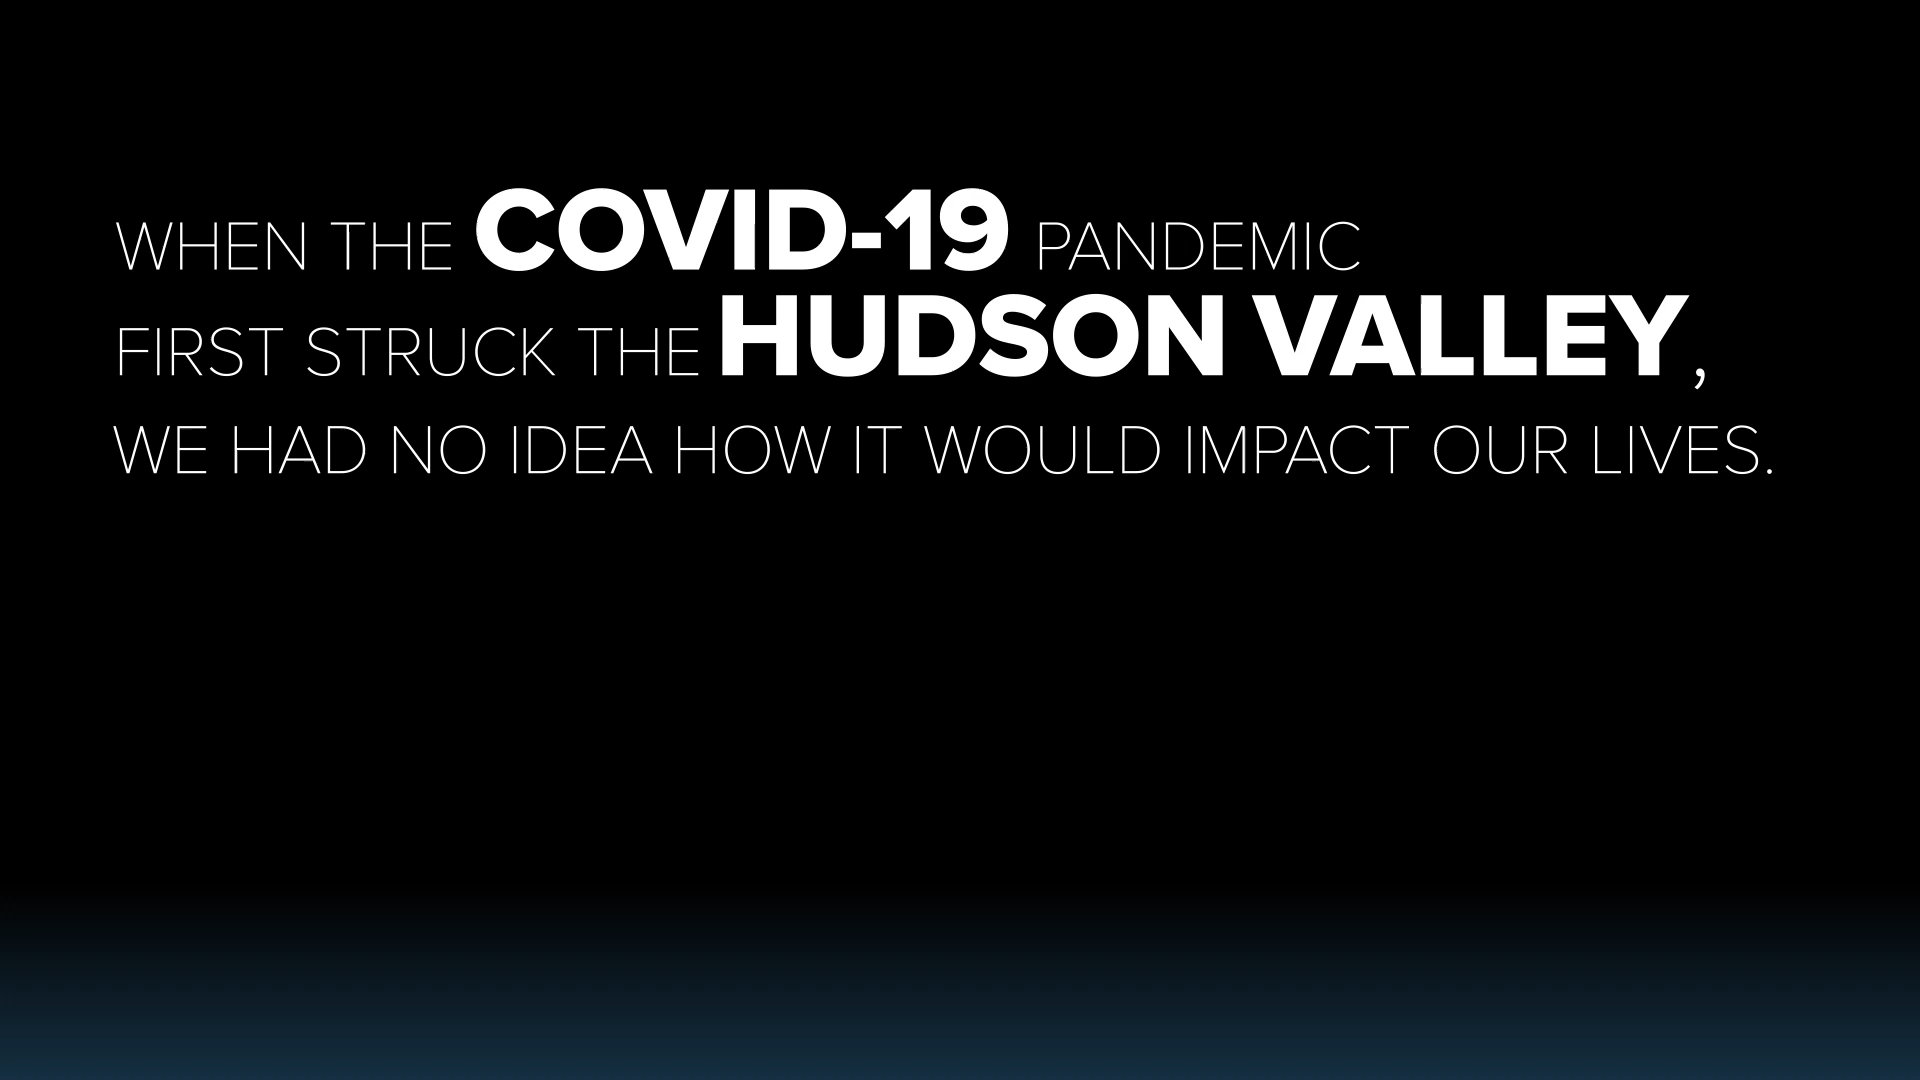 WHEN THE COVID-19 PANDEMIC
FIRST STRUCK THE HUDSON VALLEY,
WE HAD NO IDEA HOW IT WOULD IMPACT OUR LIVES.